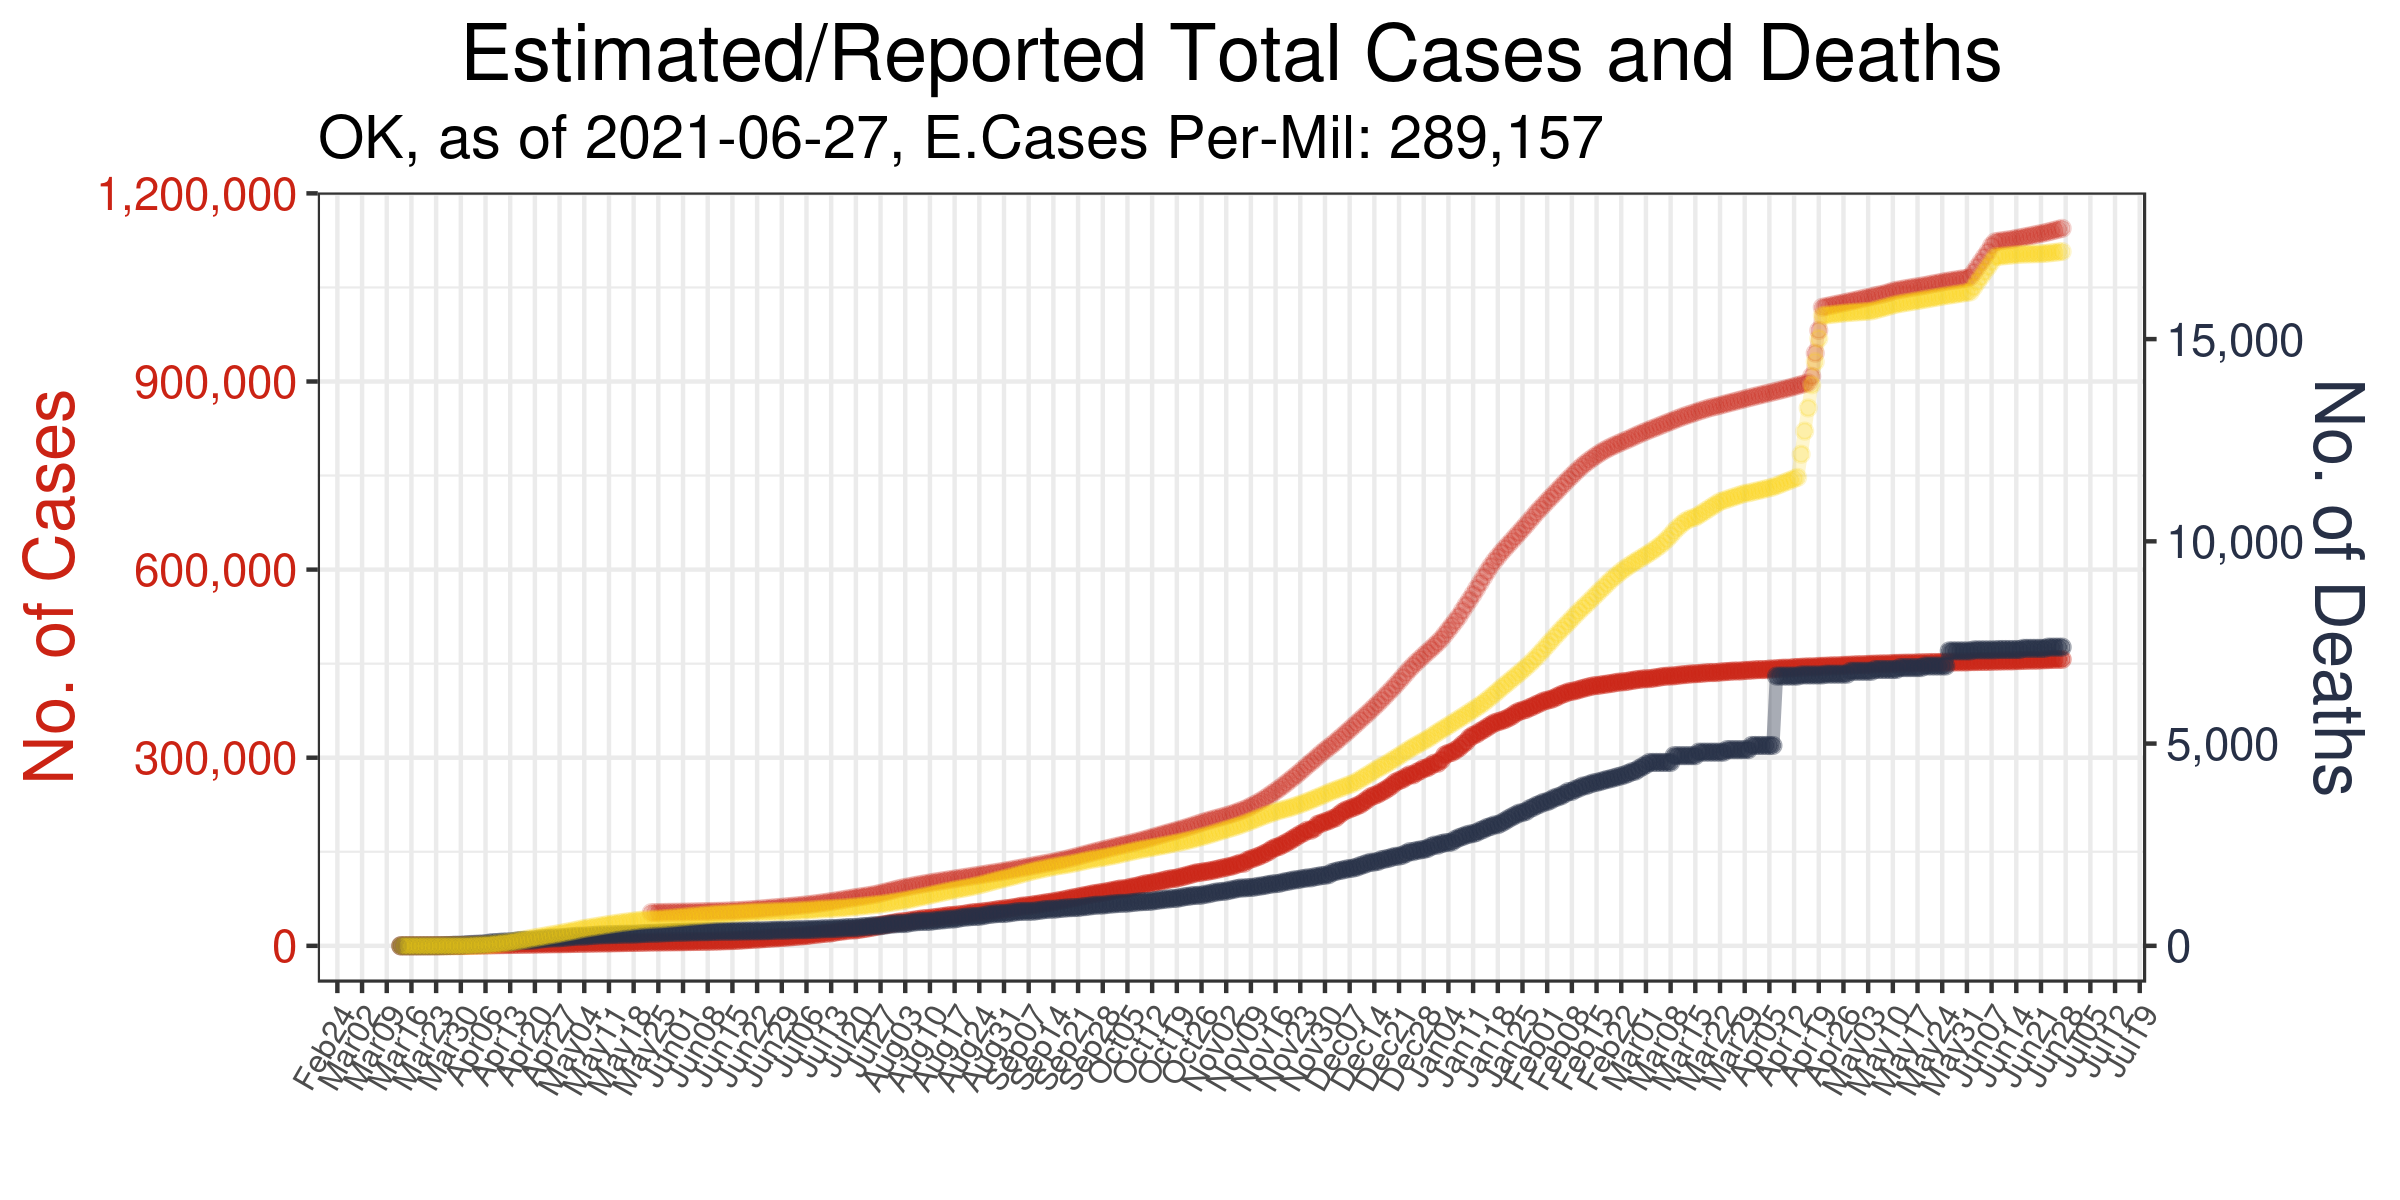 Estimated/Reported Total Cases and Deaths
OK, as of 2021-06-27, E.Cases Per-Mil: 289,157
No. of Cases
1,200,000
900,000
600,000
300,000
0
15,000
10,000
5,000
0
No. of Deaths
Feb24
Mar02
Mar09
Mar16
Mar23
Mar30
Apr06
Apr13
Apr20
Apr27
May04
May11
May18
May25
Jun01
Jun08
Jun15
Jun22
Jun29
Jul06
Jul13
Jul20
Jul27
Aug03
Aug10
Aug17
Aug24
Aug31
Sep07
Sep14
Sep21
Sep28
Oct05
Oct12
Oct19
Oct26
Nov02
Nov09
Nov16
Nov23
Nov30
Dec07
Dec14
Dec21
Dec28
Dec04
Jan11
Jan18
Jan25
Feb01
Feb08
Feb15
Feb22
Mar01
Mar08
Mar15
Mar22
Mar29
Apr05
Apr12
Apr19
Apr26
May03
May10
May17
May24
May31
Jun07
Jun14
Jun21
Jun28
Jul05
Jul12
Jul19